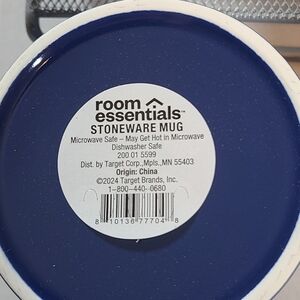 room
essentials™
STONEWARE MUG
Microwave Safe – May Get Hot in Microwave
Dishwasher Safe
200 01 5599
Dist. by Target Corp., Mpls., MN 55403
Origin: China
©2024 Target Brands, Inc.
1-800-440-0680
8 10136 77704 8